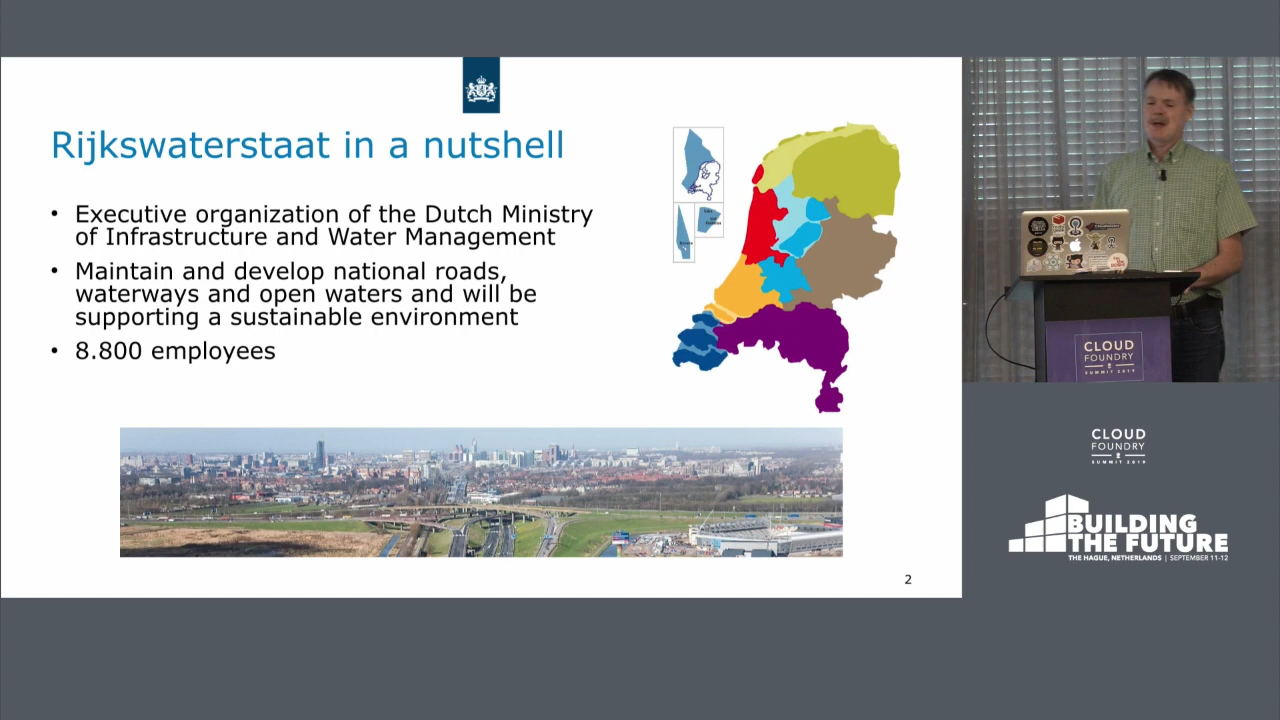 Rijkswaterstaat in a nutshell
• Executive organization of the Dutch Ministry
of Infrastructure and Water Management
• Maintain and develop national roads,
waterways and open waters and will be
supporting a sustainable environment
• 8.800 employees
2
CLOUD
FOUNDRY
SUMMIT 2019
CLOUD
FOUNDRY
SUMMIT 2019
BUILDING
THE FUTURE
THE HAGUE, NETHERLANDS | SEPTEMBER 11-12